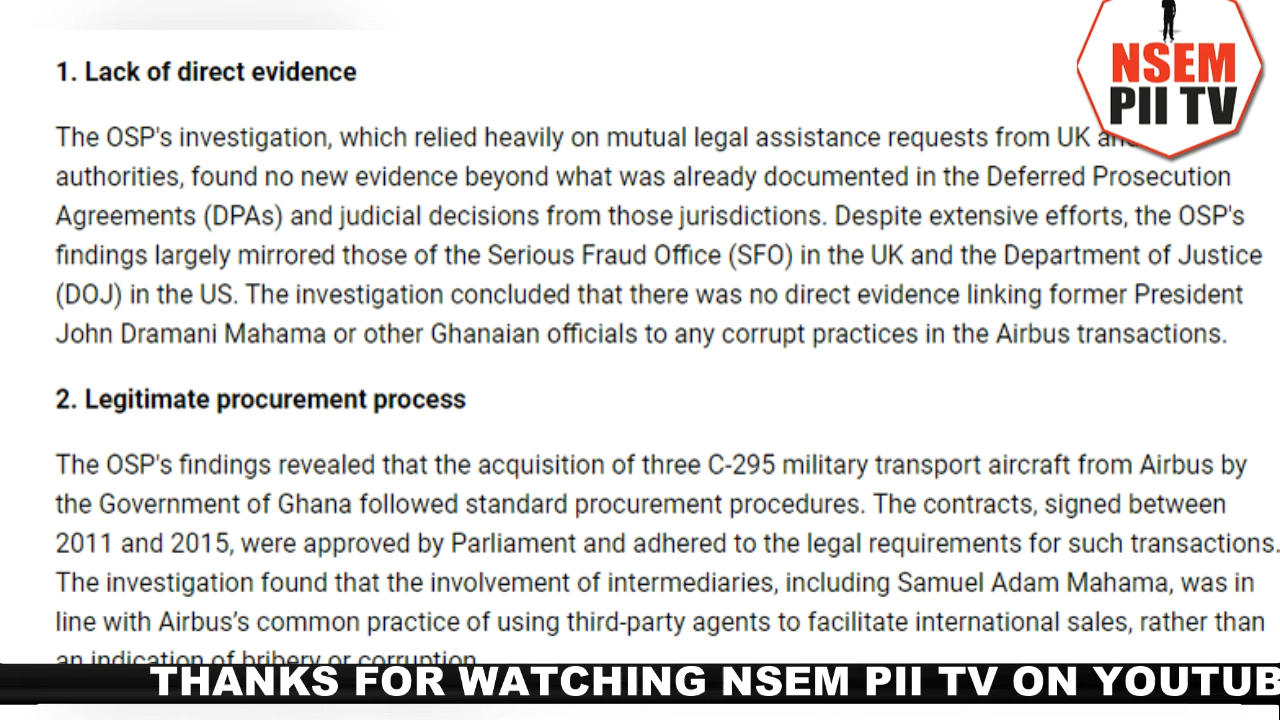 NSEM
PII TV
1. Lack of direct evidence
The OSP's investigation, which relied heavily on mutual legal assistance requests from UK
authorities, found no new evidence beyond what was already documented in the Deferred Prosecution
Agreements (DPAs) and judicial decisions from those jurisdictions. Despite extensive efforts, the OSP's
findings largely mirrored those of the Serious Fraud Office (SFO) in the UK and the Department of Justice
(DOJ) in the US. The investigation concluded that there was no direct evidence linking former President
John Dramani Mahama or other Ghanaian officials to any corrupt practices in the Airbus transactions.
2. Legitimate procurement process
The OSP's findings revealed that the acquisition of three C-295 military transport aircraft from Airbus by
the Government of Ghana followed standard procurement procedures. The contracts, signed between
2011 and 2015, were approved by Parliament and adhered to the legal requirements for such transactions.
The investigation found that the involvement of intermediaries, including Samuel Adam Mahama, was in
line with Airbus’s common practice of using third-party agents to facilitate international sales, rather than
an indication of bribery or corruption.
THANKS FOR WATCHING NSEM PII TV ON YOUTUB